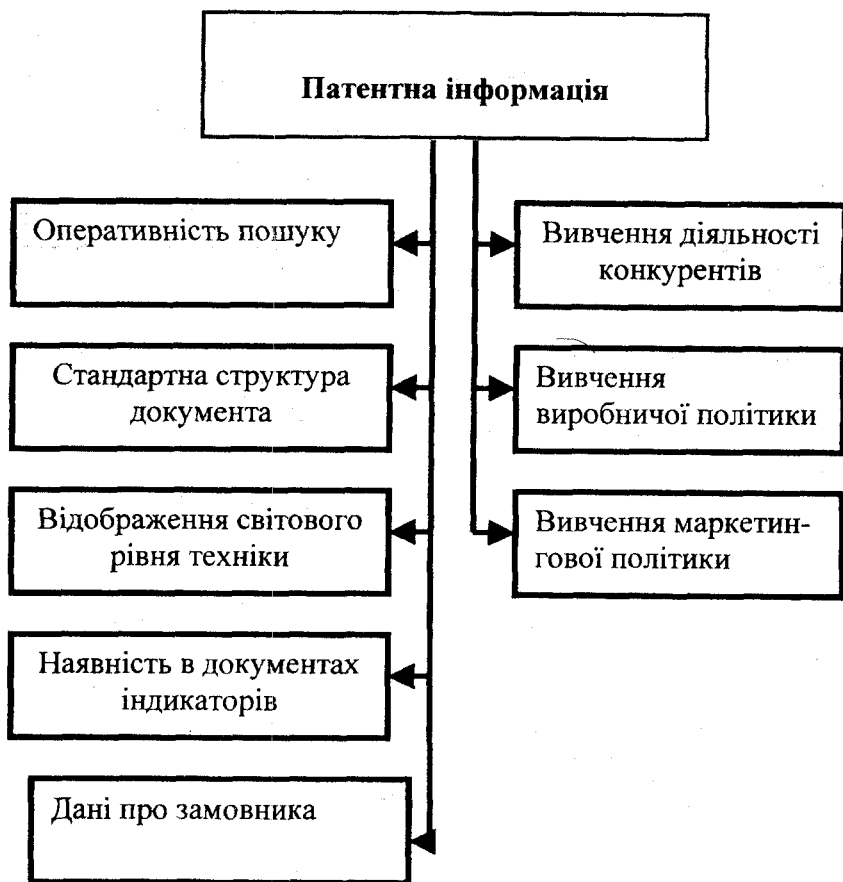 Патентна інформація
Оперативність пошуку
Стандартна структура
документа
Відображення світового
рівня техніки
Наявність в документах
індикаторів
Дані про замовника
Вивчення діяльності
конкурентів
Вивчення
виробничої політики
Вивчення маркетин-
гової політики